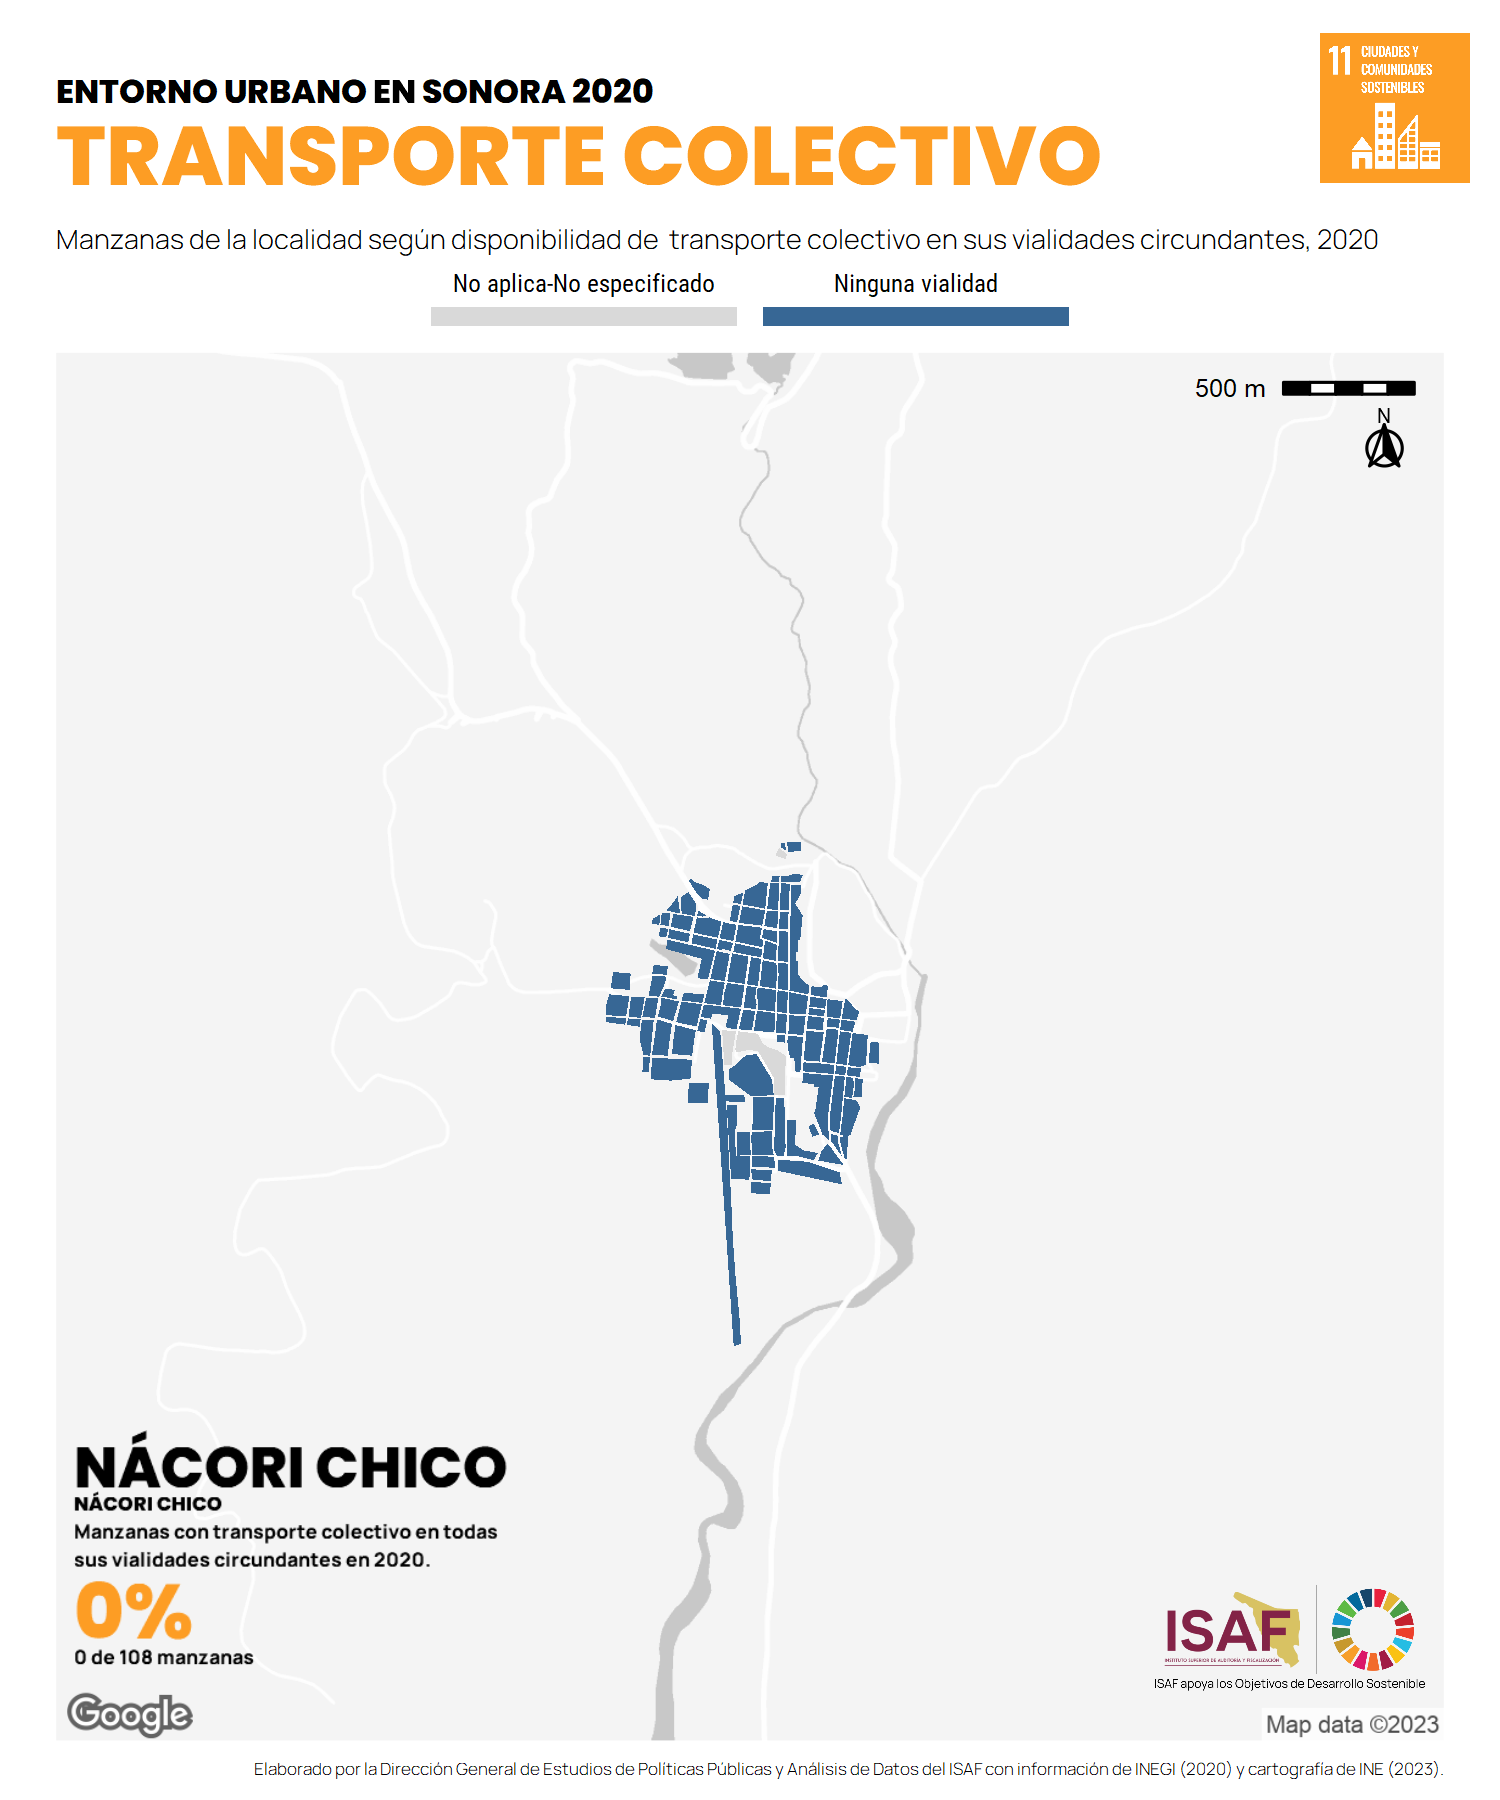 11 CIUDADES Y
COMUNIDADES
SOSTENIBLES
ENTORNO URBANO EN SONORA 2020
TRANSPORTE COLECTIVO
Manzanas de la localidad según disponibilidad de transporte colectivo en sus vialidades circundantes, 2020
No aplica-No especificado
Ninguna vialidad
500 m
N
NÁCORI CHICO
NÁCORI CHICO
Manzanas con transporte colectivo en todas
sus vialidades circundantes en 2020.
0%
0 de 108 manzanas
Google
ISAF
INSTITUTO SUPERIOR DE AUDITORÍA Y FISCALIZACIÓN
ISAF apoya los Objetivos de Desarrollo Sostenible
Map data ©2023
Elaborado por la Dirección General de Estudios de Políticas Públicas y Análisis de Datos del ISAF con información de INEGI (2020) y cartografía de INE (2023).